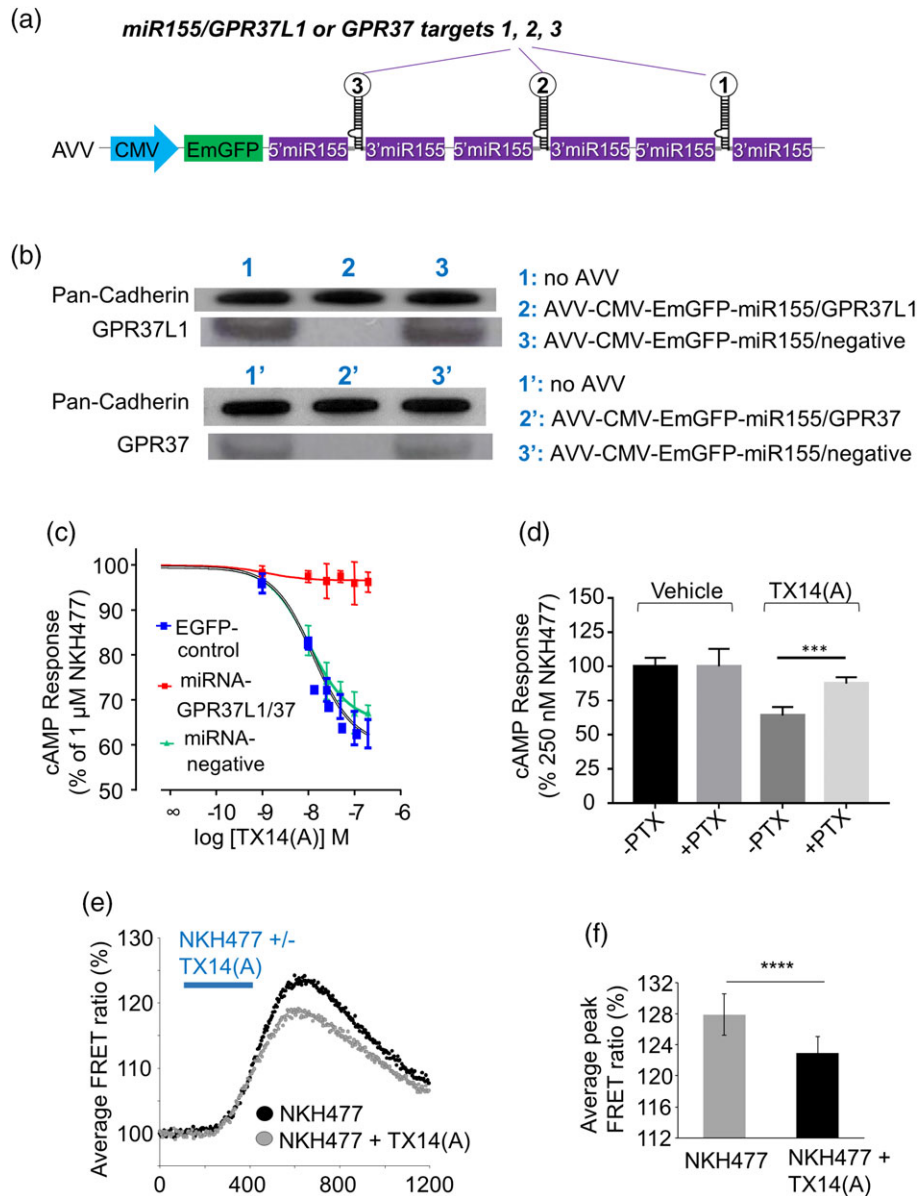 (a)
miR155/GPR37L1 or GPR37 targets 1, 2, 3
3
2
1
AVV
CMV
EmGFP
5'miR155
3'miR155
5'miR155
3'miR155
5'miR155
3'miR155
(b)
1 2 3
Pan-Cadherin
GPR37L1
1' 2' 3'
Pan-Cadherin
GPR37
1: no AVV
2: AVV-CMV-EmGFP-miR155/GPR37L1
3: AVV-CMV-EmGFP-miR155/negative
1': no AVV
2': AVV-CMV-EmGFP-miR155/GPR37
3': AVV-CMV-EmGFP-miR155/negative
(c)
cAMP Response
(% of 1 µM NKH477)
100
90
80
70
60
50
EGFP-
control
miRNA-
GPR37L1/37
miRNA-
negative
∞ -10 -9 -8 -7 -6
log [TX14(A)] M
(d)
cAMP Response
(% 250 nM NKH477)
150
125
100
75
50
25
0
Vehicle
TX14(A)
***
-PTX
+PTX
-PTX
+PTX
(e)
Average FRET ratio (%)
130
120
110
100
NKH477 +/-
TX14(A)
NKH477
NKH477 + TX14(A)
0 400 800 1200
(f)
Average peak
FRET ratio (%)
132
128
124
120
116
112
****
NKH477
NKH477 +
TX14(A)